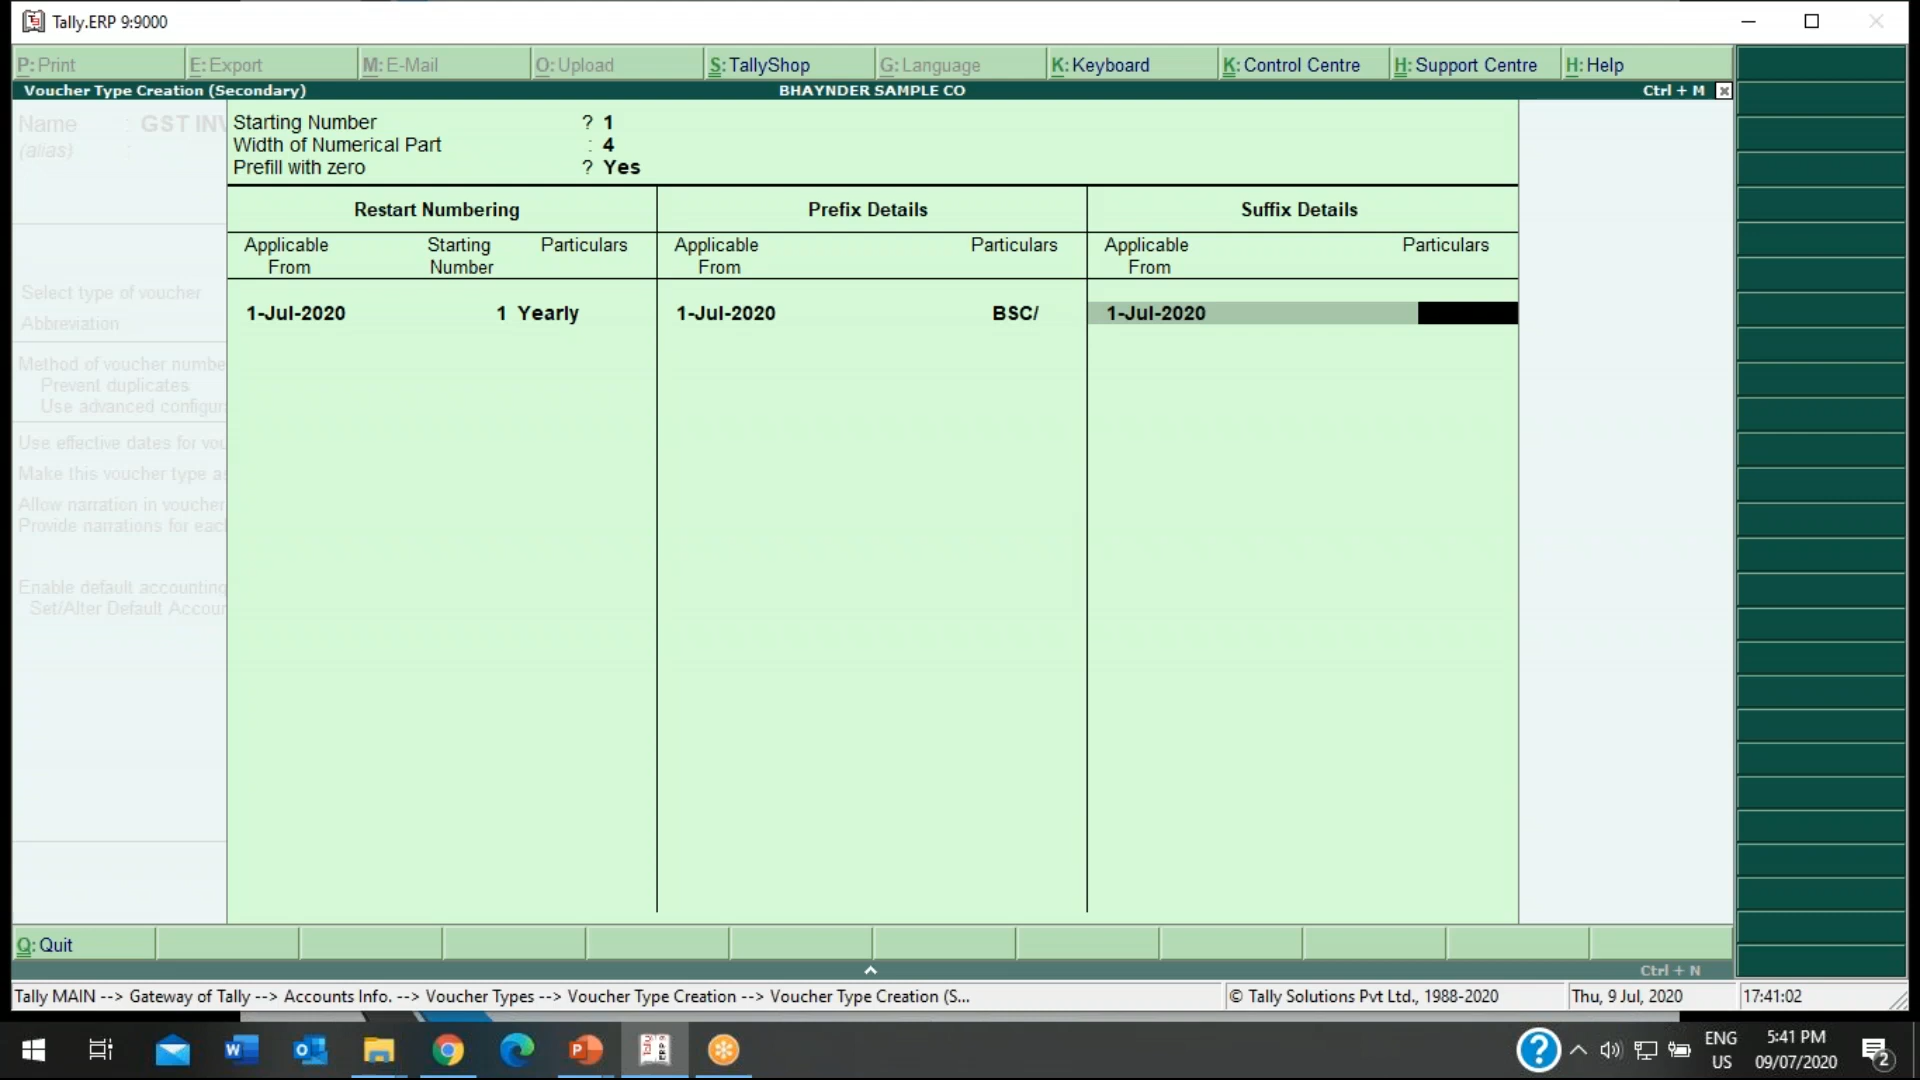 Tally.ERP 9:9000
P: Print E: Export M: E-Mail O: Upload S: TallyShop G: Language K: Keyboard K: Control Centre H: Support Centre H: Help
Voucher Type Creation (Secondary) BHAYNDER SAMPLE CO Ctrl + M
Name : GST INV
(alias) :
Starting Number ? 1
Width of Numerical Part : 4
Prefill with zero ? Yes
Restart Numbering Prefix Details Suffix Details
Applicable From Starting Number Particulars Applicable From Particulars Applicable From Particulars
1-Jul-2020 1 Yearly 1-Jul-2020 BSC/ 1-Jul-2020
Select type of voucher
Abbreviation
Method of voucher numbe
Prevent duplicates
Use advanced configur
Use effective dates for vou
Make this voucher type a
Allow narration in voucher
Provide narrations for eac
Enable default accounting
Set/Alter Default Accour
Q: Quit
Ctrl + N
Tally MAIN --> Gateway of Tally --> Accounts Info. --> Voucher Types --> Voucher Type Creation --> Voucher Type Creation (S... © Tally Solutions Pvt Ltd., 1988-2020 Thu, 9 Jul, 2020 17:41:02
ENG 5:41 PM
US 09/07/2020 2